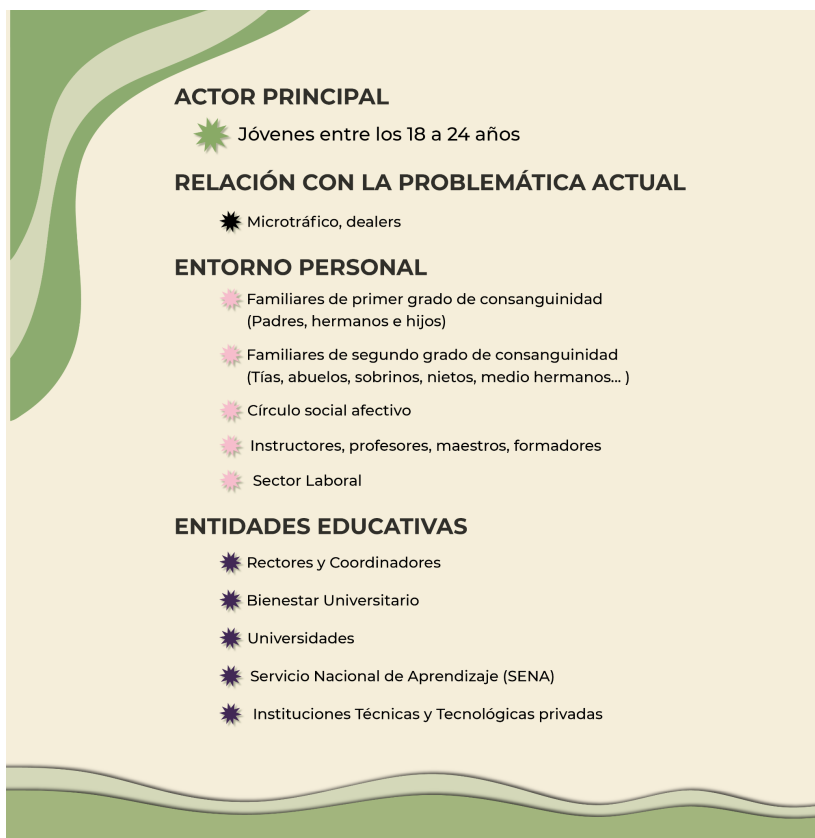 ACTOR PRINCIPAL
Jóvenes entre los 18 a 24 años
RELACIÓN CON LA PROBLEMÁTICA ACTUAL
Microtráfico, dealers
ENTORNO PERSONAL
Familiares de primer grado de consanguinidad
(Padres, hermanos e hijos)
Familiares de segundo grado de consanguinidad
(Tías, abuelos, sobrinos, nietos, medio hermanos... )
Círculo social afectivo
Instructores, profesores, maestros, formadores
Sector Laboral
ENTIDADES EDUCATIVAS
Rectores y Coordinadores
Bienestar Universitario
Universidades
Servicio Nacional de Aprendizaje (SENA)
Instituciones Técnicas y Tecnológicas privadas